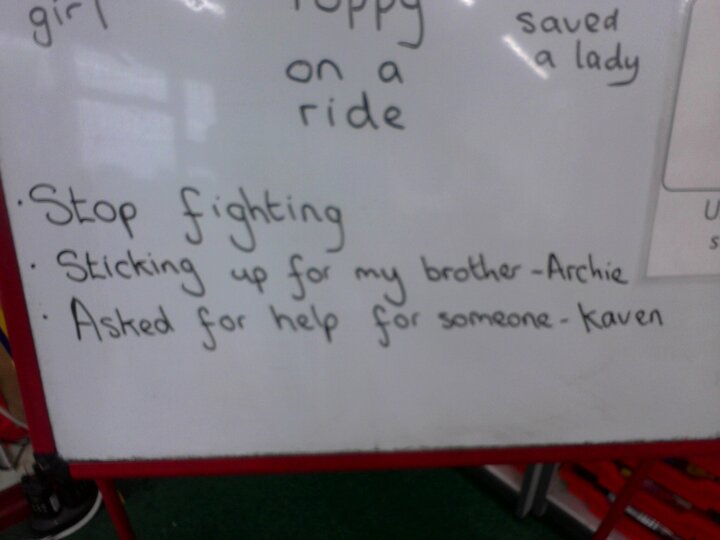 girl
saved
a lady
on a
ride
• Stop fighting
• Sticking up for my brother - Archie
• Asked for help for someone - Kaven